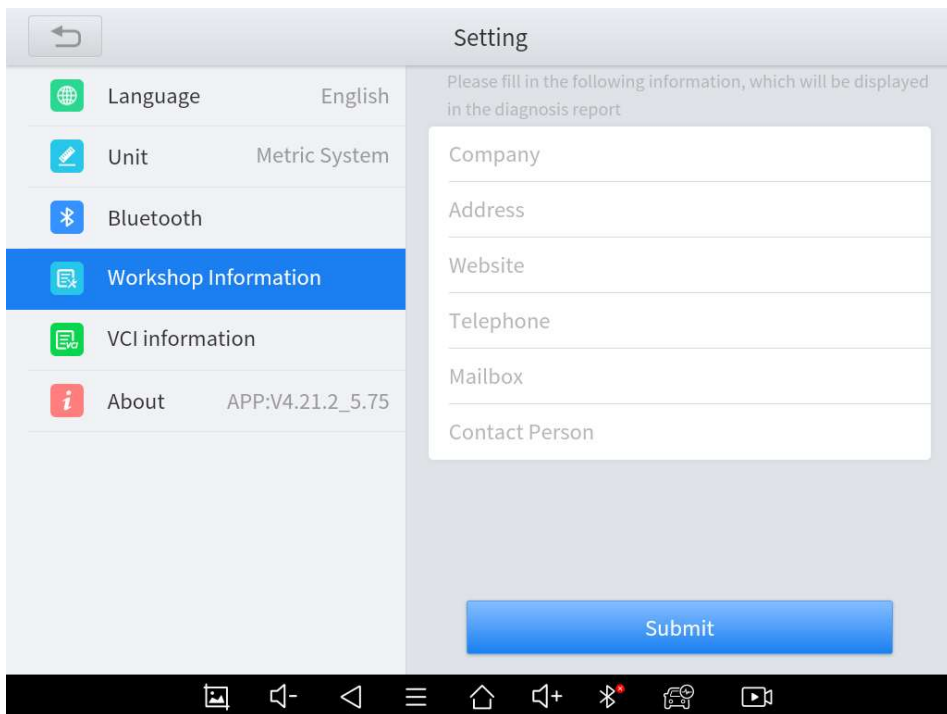 Setting
Language English
Unit Metric System
Bluetooth
Workshop Information
VCI information
About APP:V4.21.2_5.75
Please fill in the following information, which will be displayed
in the diagnosis report
Company
Address
Website
Telephone
Mailbox
Contact Person
Submit